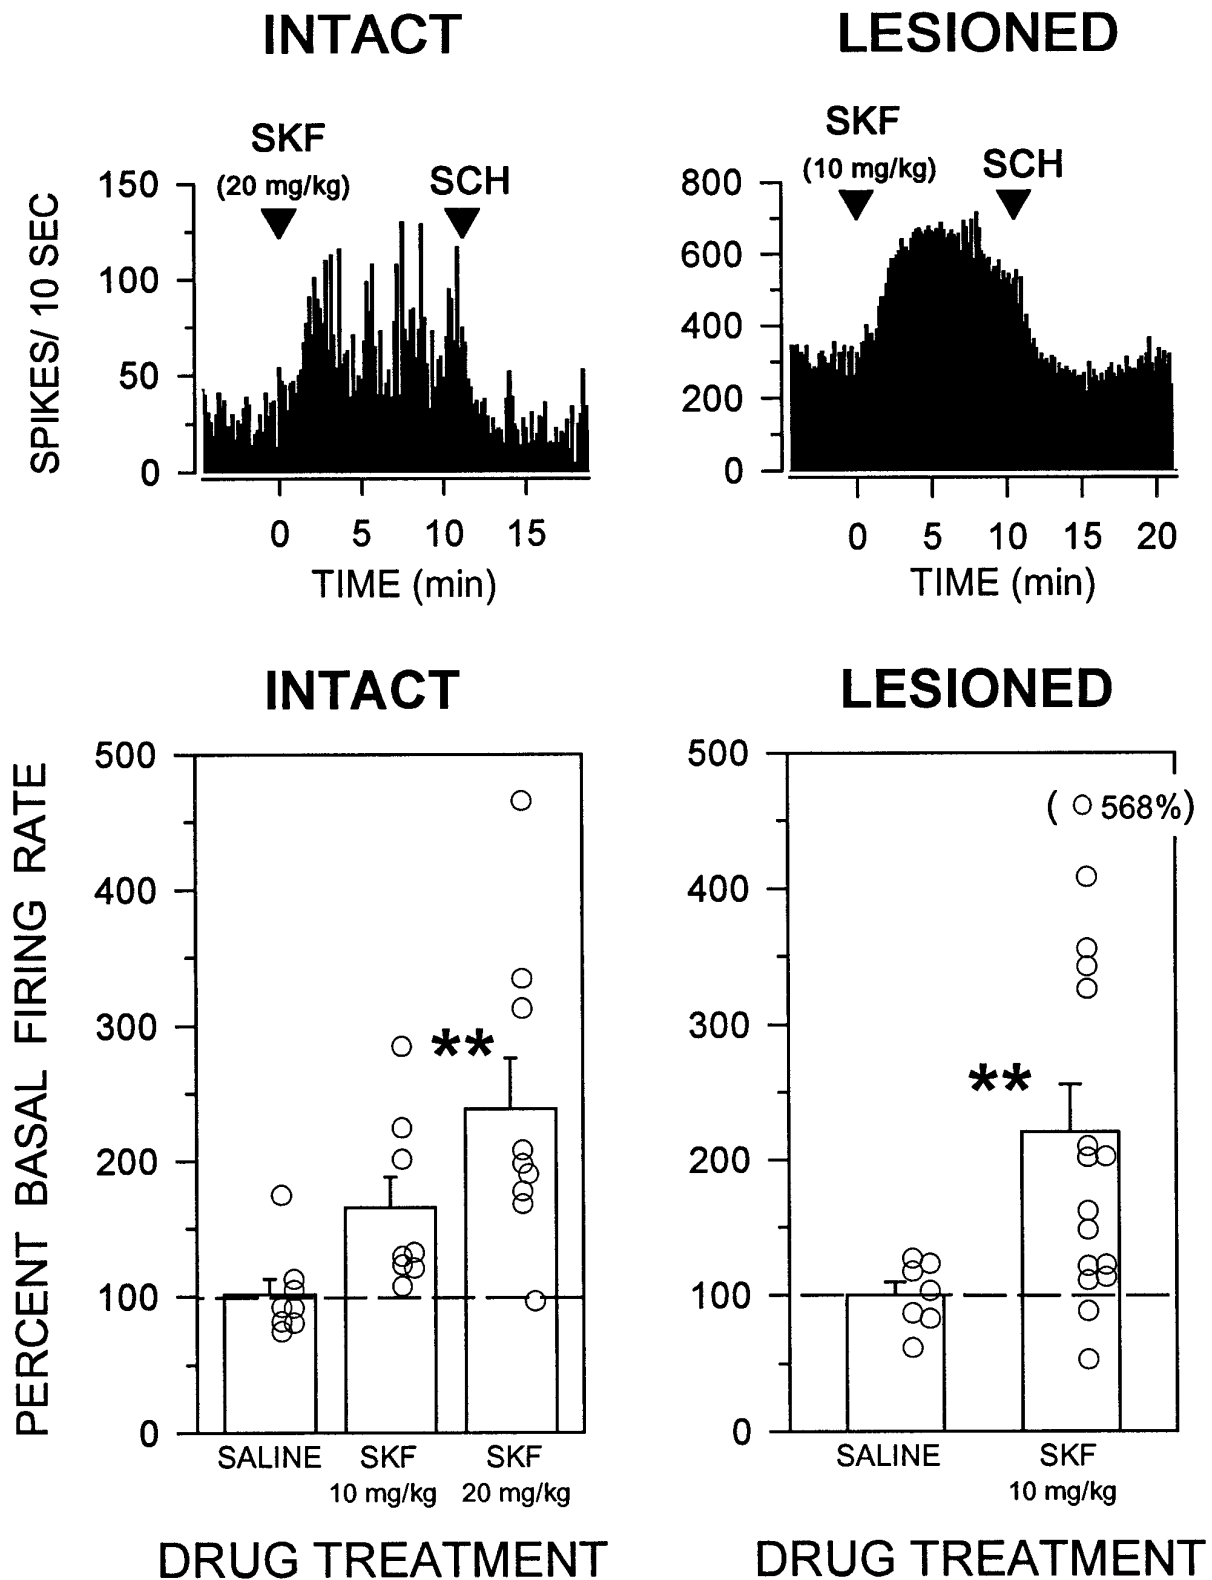 INTACT
LESIONED
SKF
(20 mg/kg)
SCH
SKF
(10 mg/kg)
SCH
SPIKES/ 10 SEC
150
100
50
0
800
600
400
200
0
0 5 10 15
TIME (min)
0 5 10 15 20
TIME (min)
INTACT
LESIONED
PERCENT BASAL FIRING RATE
500
400
300
200
100
0
**
SALINE
SKF
10 mg/kg
SKF
20 mg/kg
DRUG TREATMENT
500
400
300
200
100
0
( 568%)
**
SALINE
SKF
10 mg/kg
DRUG TREATMENT